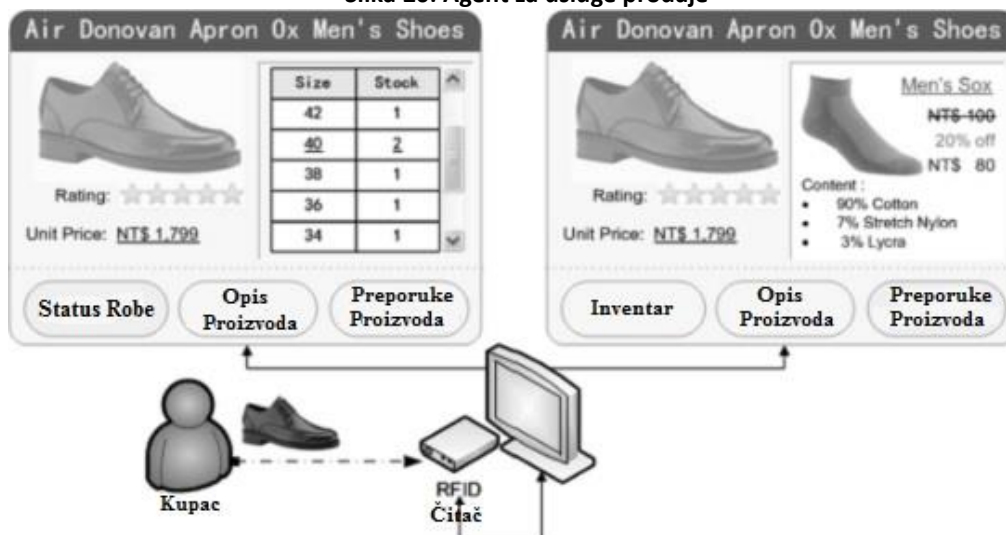 Air Donovan Apron Ox Men's Shoes
Size Stock
42 1
40 2
38 1
36 1
34 1
Rating:
Unit Price: NT$ 1,799
Status Robe
Opis
Proizvoda
Preporuke
Proizvoda
Air Donovan Apron Ox Men's Shoes
Men's Sox
NT$ 100
20% off
NT$ 80
Content :
• 90% Cotton
• 7% Stretch Nylon
• 3% Lycra
Rating:
Unit Price: NT$ 1,799
Inventar
Opis
Proizvoda
Preporuke
Proizvoda
Kupac
RFID
Čitač